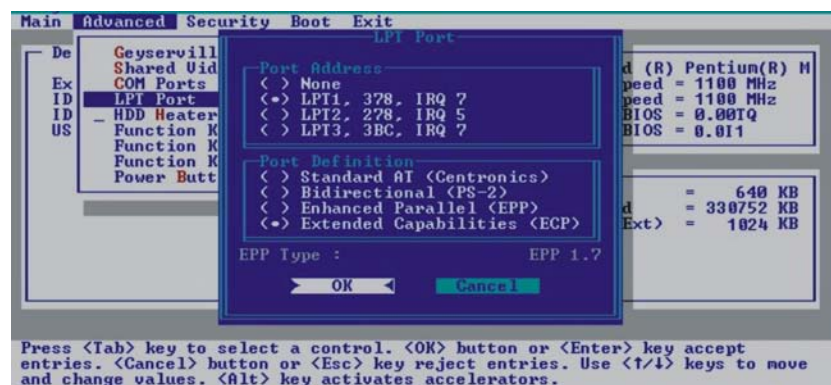 Main Advanced Security Boot Exit
LPT Port
De
Geyservill
Shared Vid
COM Ports
LPT Port
HDD Heater
Function K
Function K
Function K
Power Butt
Ex
ID
ID
US
Port Address
( ) None
(•) LPT1, 378, IRQ 7
( ) LPT2, 278, IRQ 5
( ) LPT3, 3BC, IRQ 7
Port Definition
( ) Standard AT (Centronics)
( ) Bidirectional (PS-2)
( ) Enhanced Parallel (EPP)
(•) Extended Capabilities (ECP)
EPP Type : EPP 1.7
OK Cancel
d (R) Pentium(R) M
peed = 1100 MHz
peed = 1100 MHz
BIOS = 0.00TQ
BIOS = 0.0I1
= 640 KB
d = 330752 KB
Ext) = 1024 KB
Press <Tab> key to select a control. <OK> button or <Enter> key accept
entries. <Cancel> button or <Esc> key reject entries. Use <↑/↓> keys to move
and change values. <Alt> key activates accelerators.